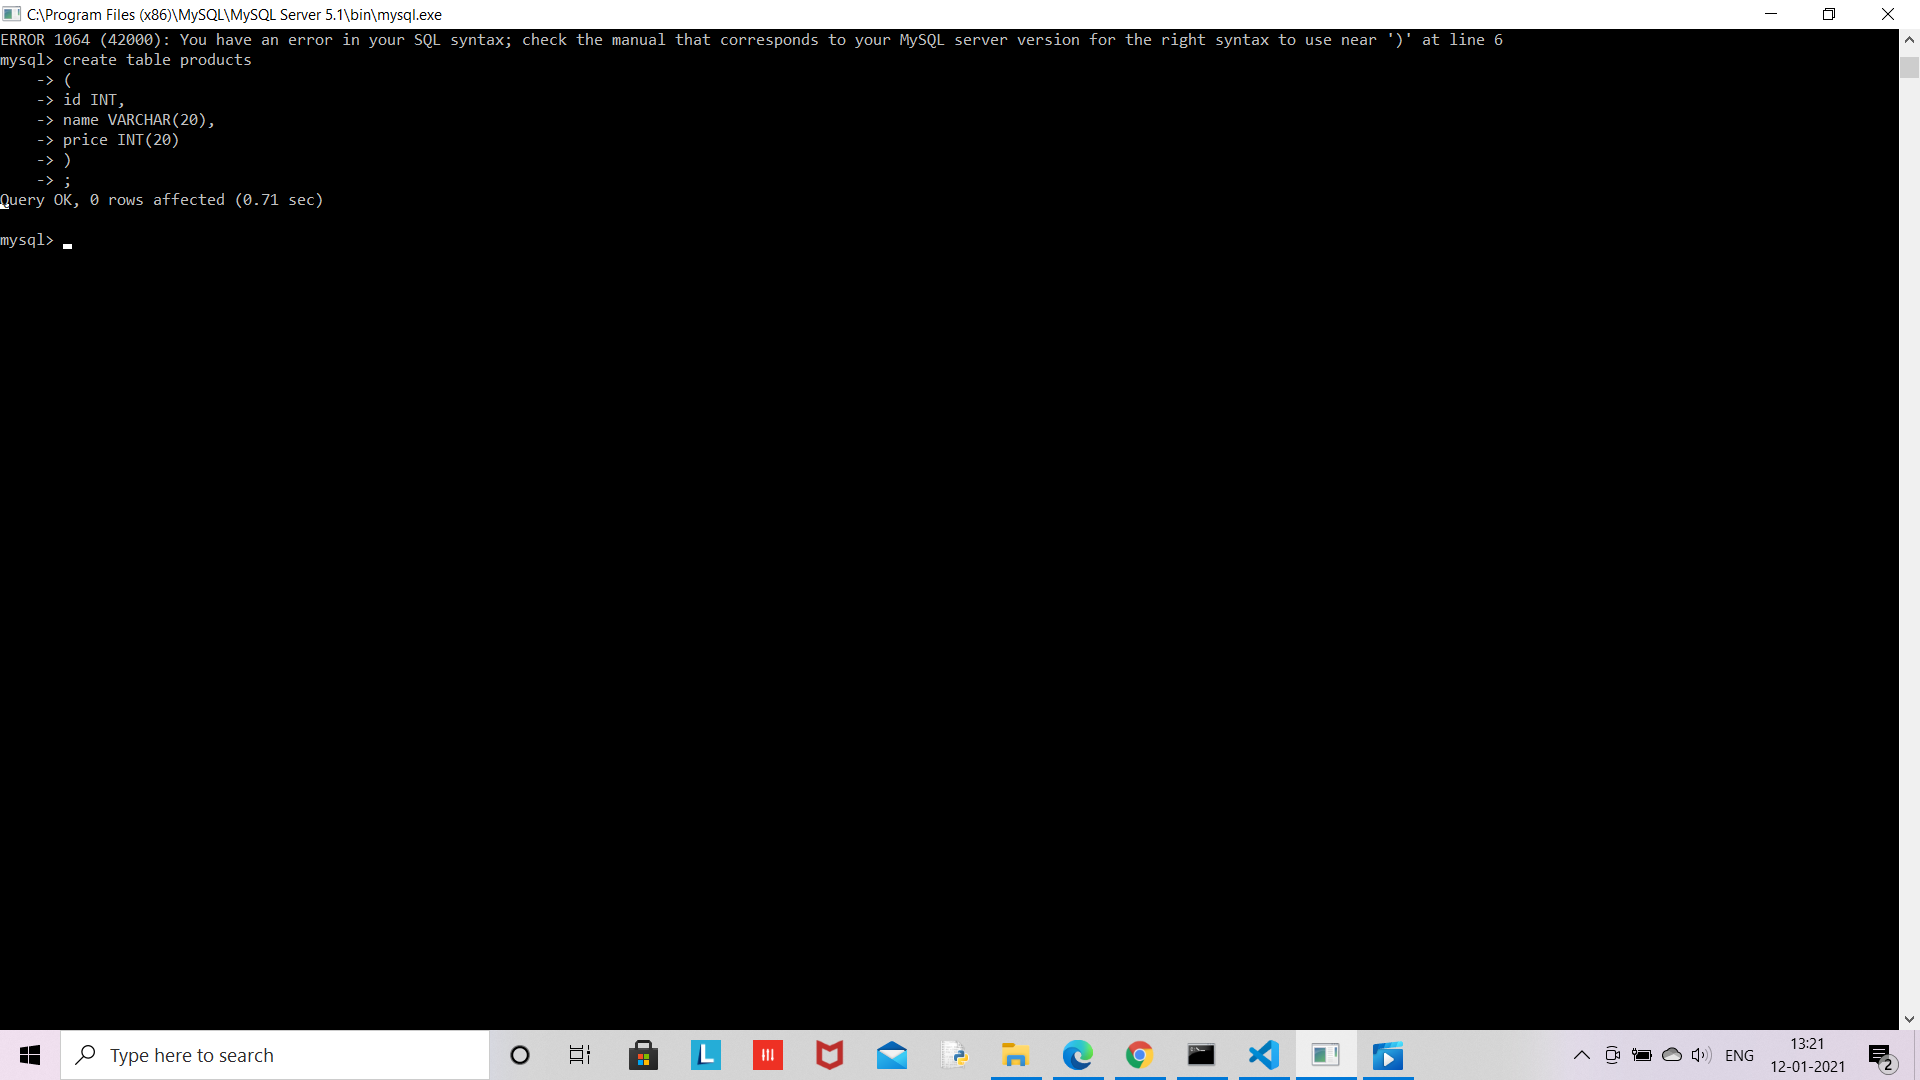 C:\Program Files (x86)\MySQL\MySQL Server 5.1\bin\mysql.exe
ERROR 1064 (42000): You have an error in your SQL syntax; check the manual that corresponds to your MySQL server version for the right syntax to use near ')' at line 6
mysql> create table products
    -> (
    -> id INT,
    -> name VARCHAR(20),
    -> price INT(20)
    -> )
    -> ;
Query OK, 0 rows affected (0.71 sec)
mysql>
Type here to search
L
ENG
13:21
12-01-2021
2